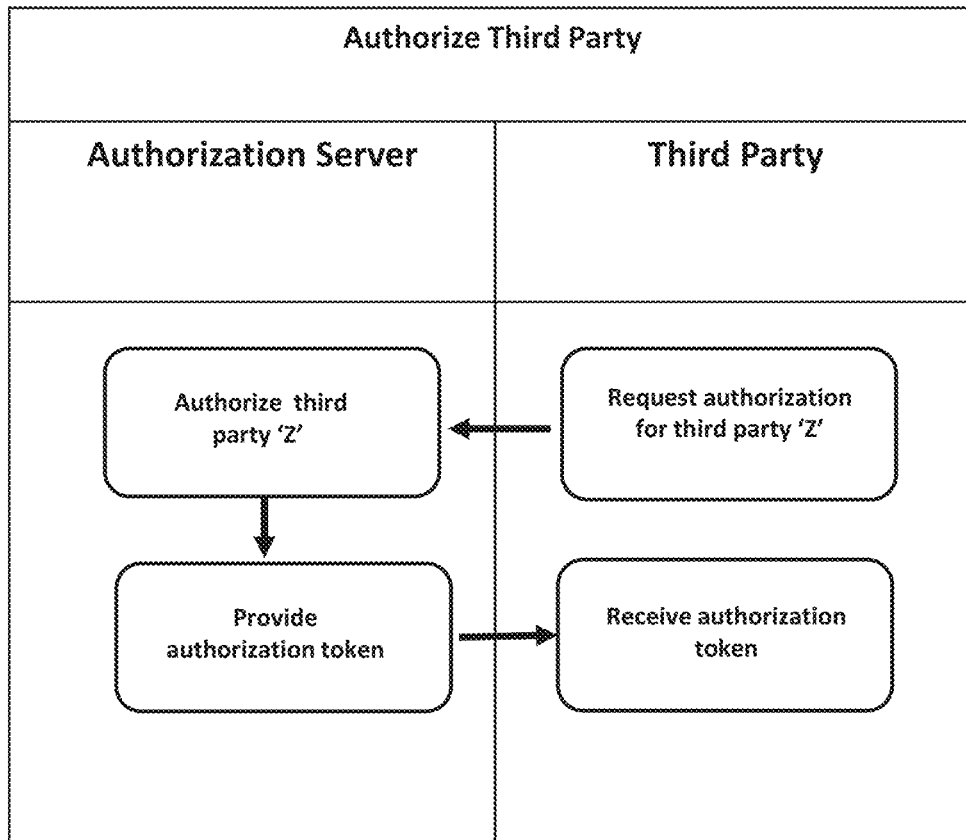 Authorize Third Party
Authorization Server
Third Party
Authorize third
party ‘Z’
Request authorization
for third party ‘Z’
Provide
authorization token
Receive authorization
token